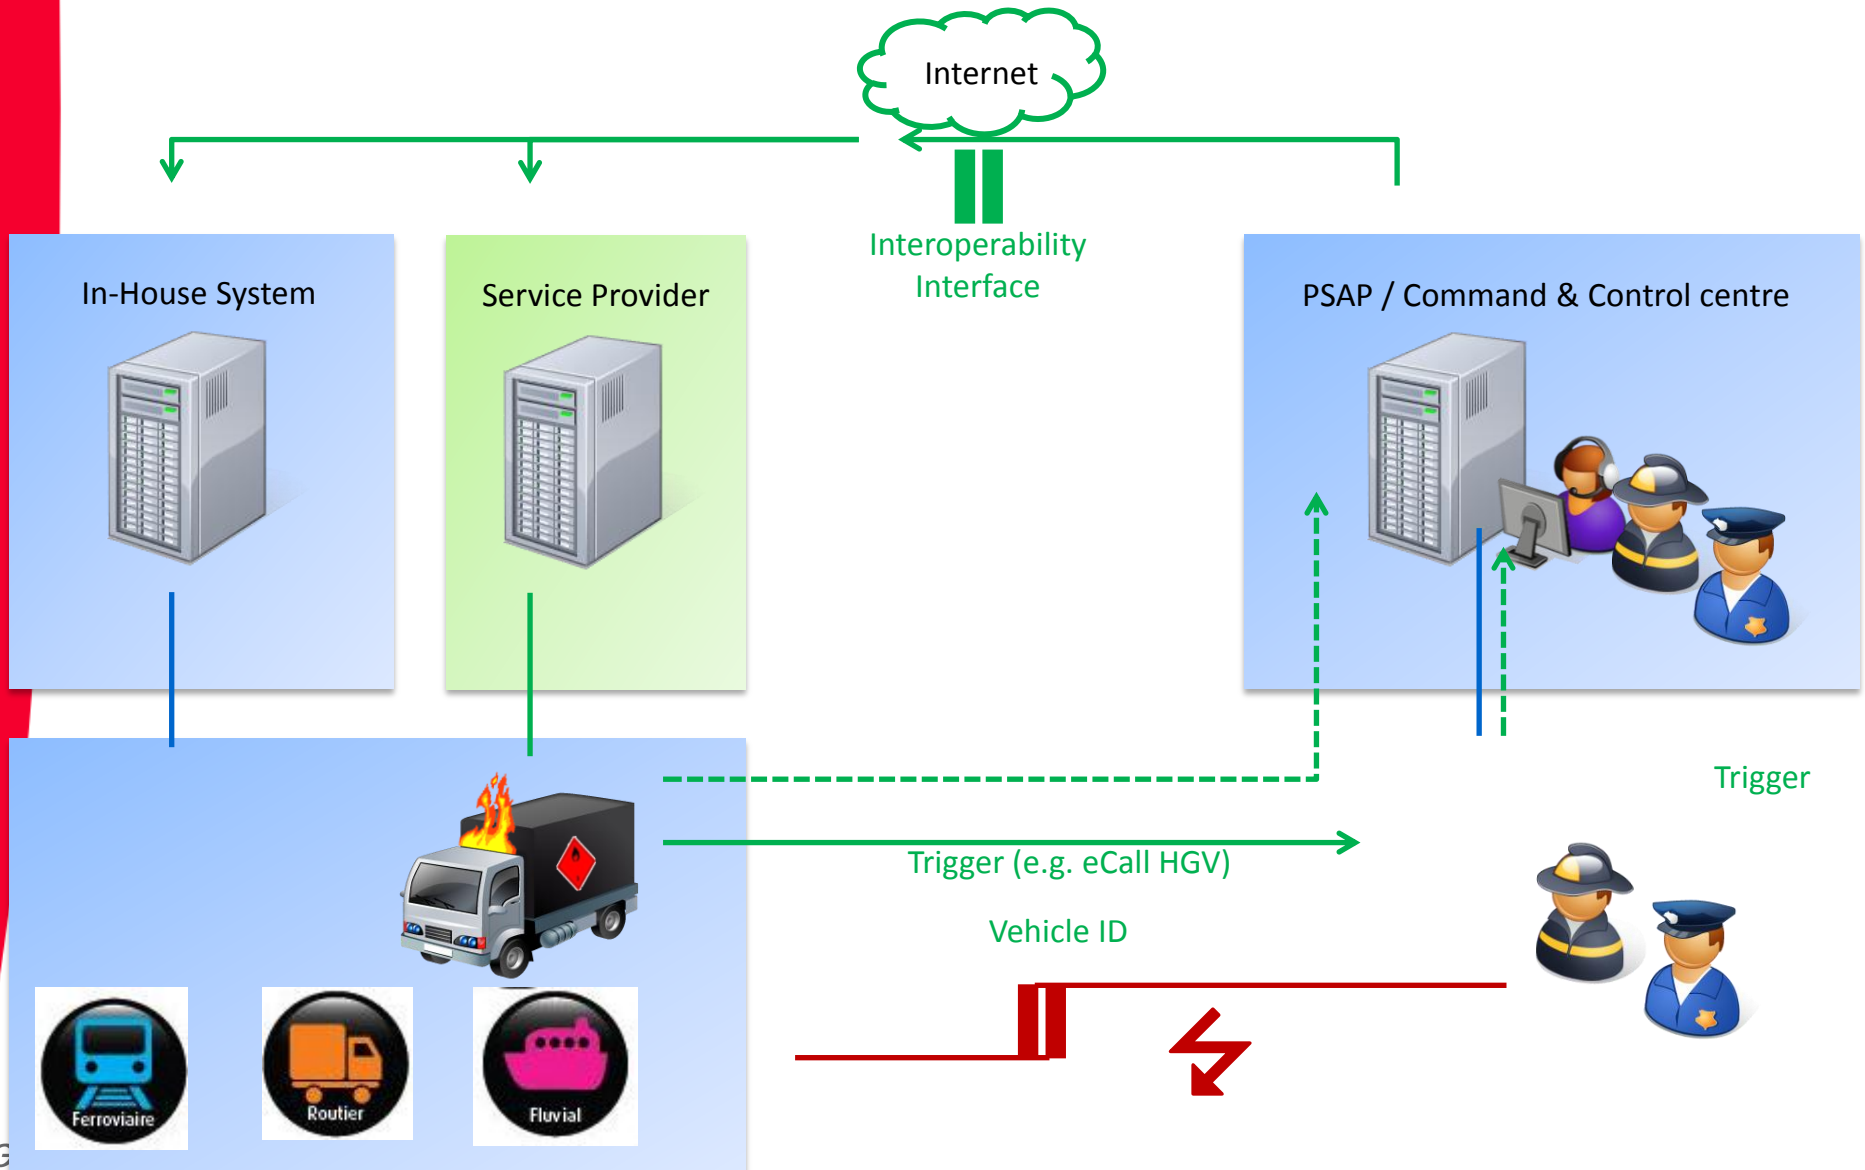 Internet
Interoperability
Interface
In-House System
Service Provider
PSAP / Command & Control centre
Trigger
Trigger (e.g. eCall HGV)
Vehicle ID
Ferroviaire
Routier
Fluvial